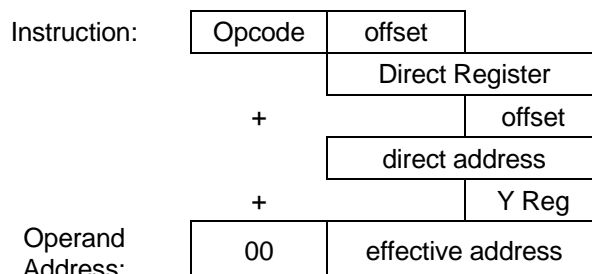 Instruction: Opcode offset
Direct Register
+ offset
direct address
+ Y Reg
Operand
Address: 00 effective address